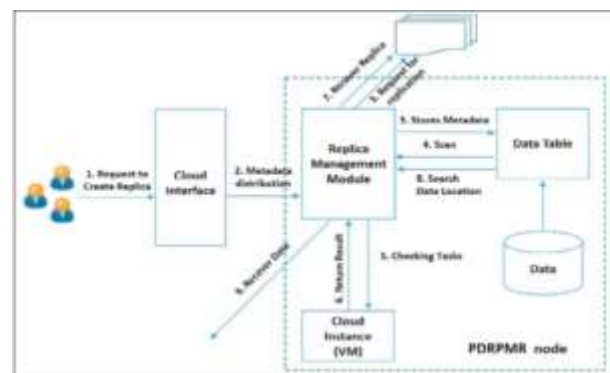 7. Recover Replica
3. Request for
replication
1. Request to
Create Replica
Cloud
Interface
2. Metadata
distribution
Replica
Management
Module
3. Stores Metadata
4. Scan
8. Search
Data Location
Data Table
9. Recover Data
6. Return Result
5. Checking Tasks
Data
Cloud
Instance
(VM)
PDRPMR node